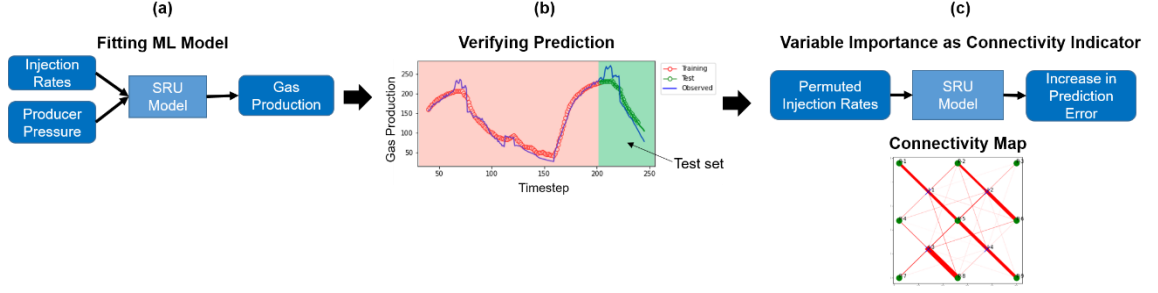 (a)
Fitting ML Model
Injection
Rates
Producer
Pressure
SRU
Model
Gas
Production
(b)
Verifying Prediction
Gas Production
250
200
150
100
50
50
100
150
200
250
Timestep
Training
Test
Observed
Test set
(c)
Variable Importance as Connectivity Indicator
Permuted
Injection Rates
SRU
Model
Increase in
Prediction
Error
Connectivity Map